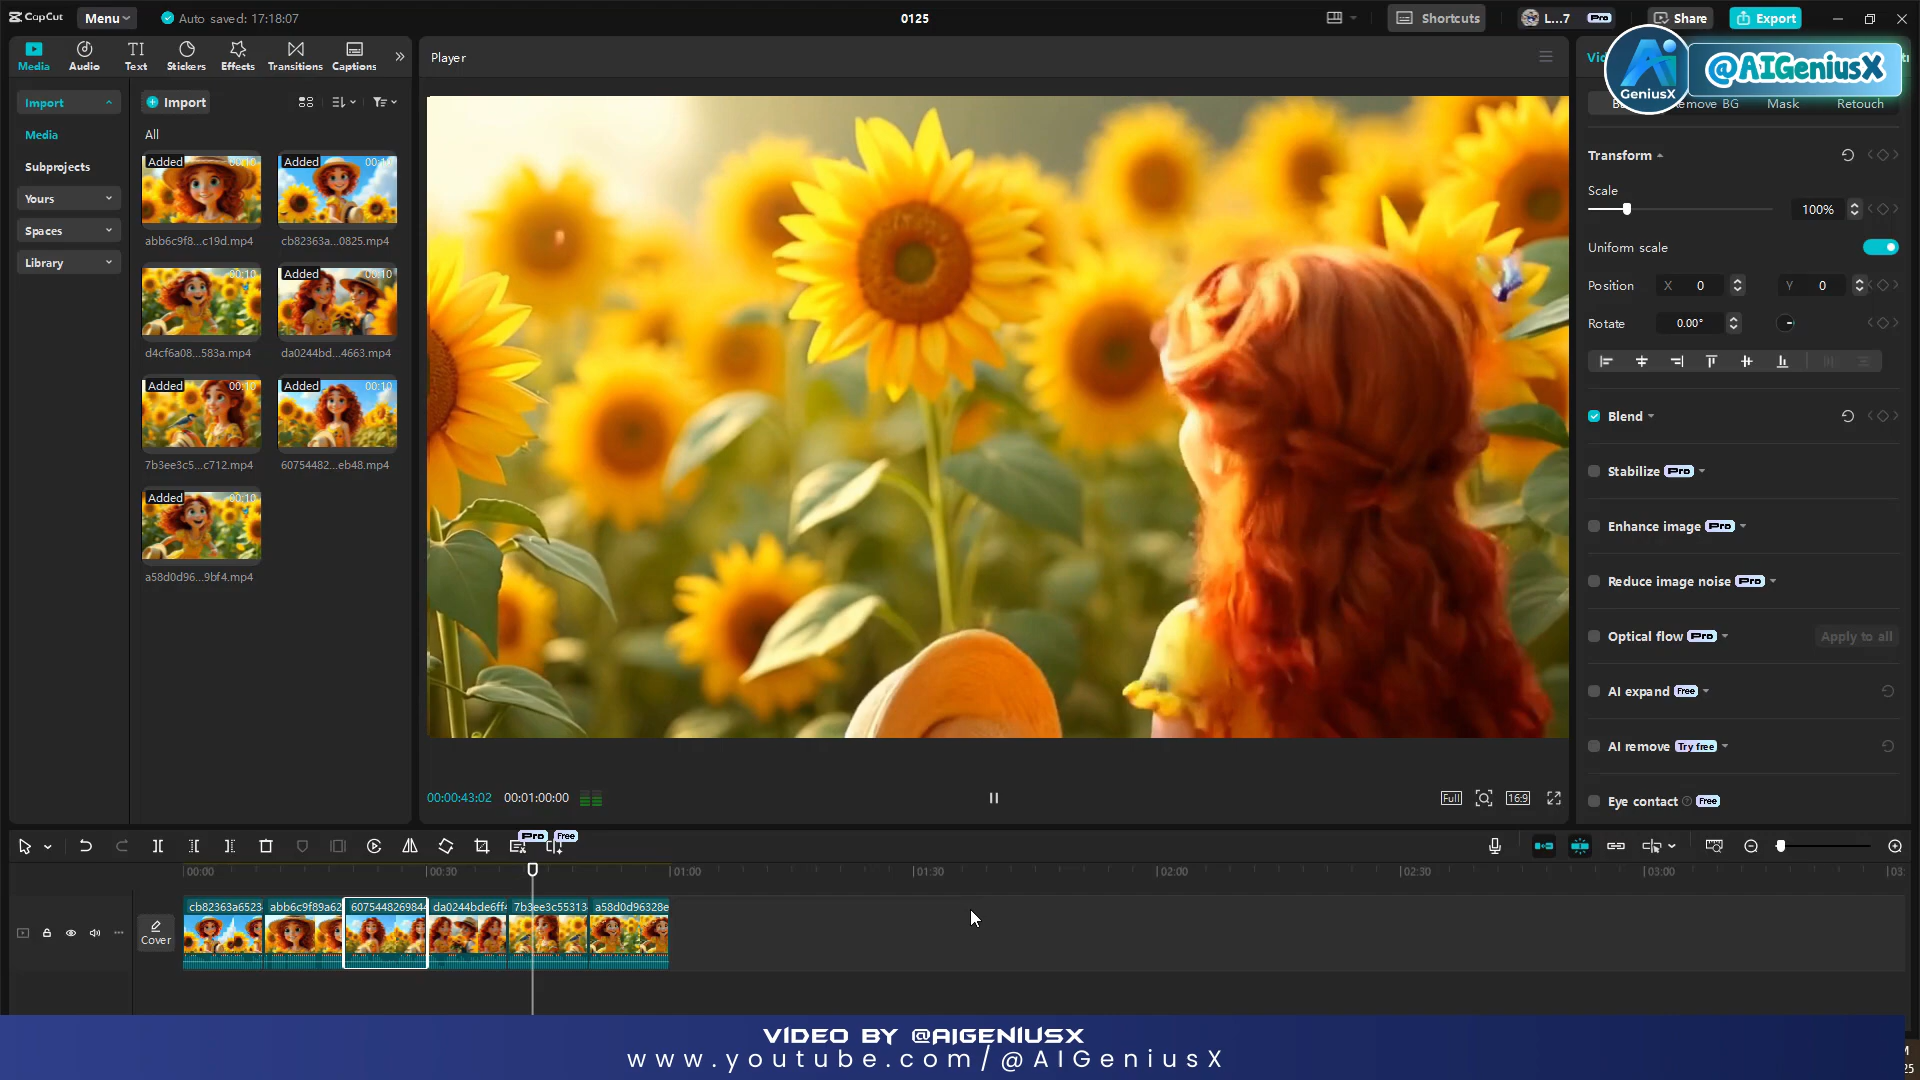 CapCut
Menu
Auto saved: 17:18:07
0125
Shortcuts
L...7
Pro
Share
Export
Media
Audio
Text
Stickers
Effects
Transitions
Captions
Player
@AIGeniusX
GeniusX
Import
Media
Subprojects
Yours
Spaces
Library
Import
All
Added 00:10
abb6c9f8...c19d.mp4
Added
cb82363a...0825.mp4
00:10
d4cf6a08...583a.mp4
Added 00:10
da0244bd...4663.mp4
Added 00:10
7b3ee3c5...c712.mp4
Added 00:10
60754482...eb48.mp4
Added 00:10
a58d0d96...9bf4.mp4
Mask
Retouch
Transform
Scale
100%
Uniform scale
Position
X 0
Y 0
Rotate
0.00°
Blend
Stabilize Pro
Enhance image Pro
Reduce image noise Pro
Optical flow Pro
Apply to all
AI expand Free
AI remove Try free
Eye contact Free
00:00:43:02 00:01:00:00
Full
16:9
Pro
Free
00:00
00:30
01:00
01:30
02:00
02:30
03:00
Cover
cb82363a6523
abb6c9f89a62
6075448269844
da0244bde6ff4
7b3ee3c55313
a58d0d96328e
VIDEO BY @AIGENIUSX
www.youtube.com/@AIGeniusX